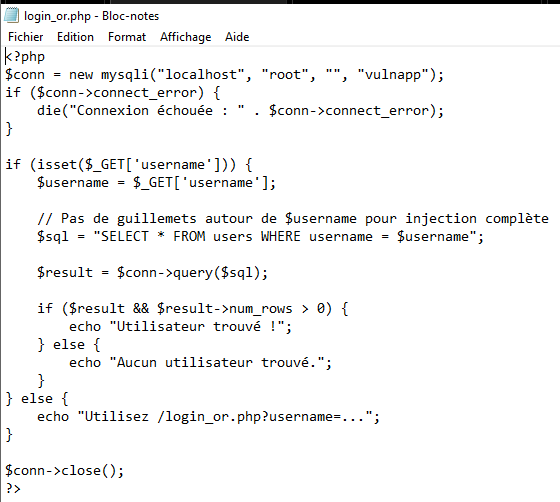 login_or.php - Bloc-notes
Fichier Edition Format Affichage Aide
<?php
$conn = new mysqli("localhost", "root", "", "vulnapp");
if ($conn->connect_error) {
    die("Connexion échouée : " . $conn->connect_error);
}

if (isset($_GET['username'])) {
    $username = $_GET['username'];

    // Pas de guillemets autour de $username pour injection complète
    $sql = "SELECT * FROM users WHERE username = $username";

    $result = $conn->query($sql);

    if ($result && $result->num_rows > 0) {
        echo "Utilisateur trouvé !";
    } else {
        echo "Aucun utilisateur trouvé.";
    }
} else {
    echo "Utilisez /login_or.php?username=...";
}

$conn->close();
?>